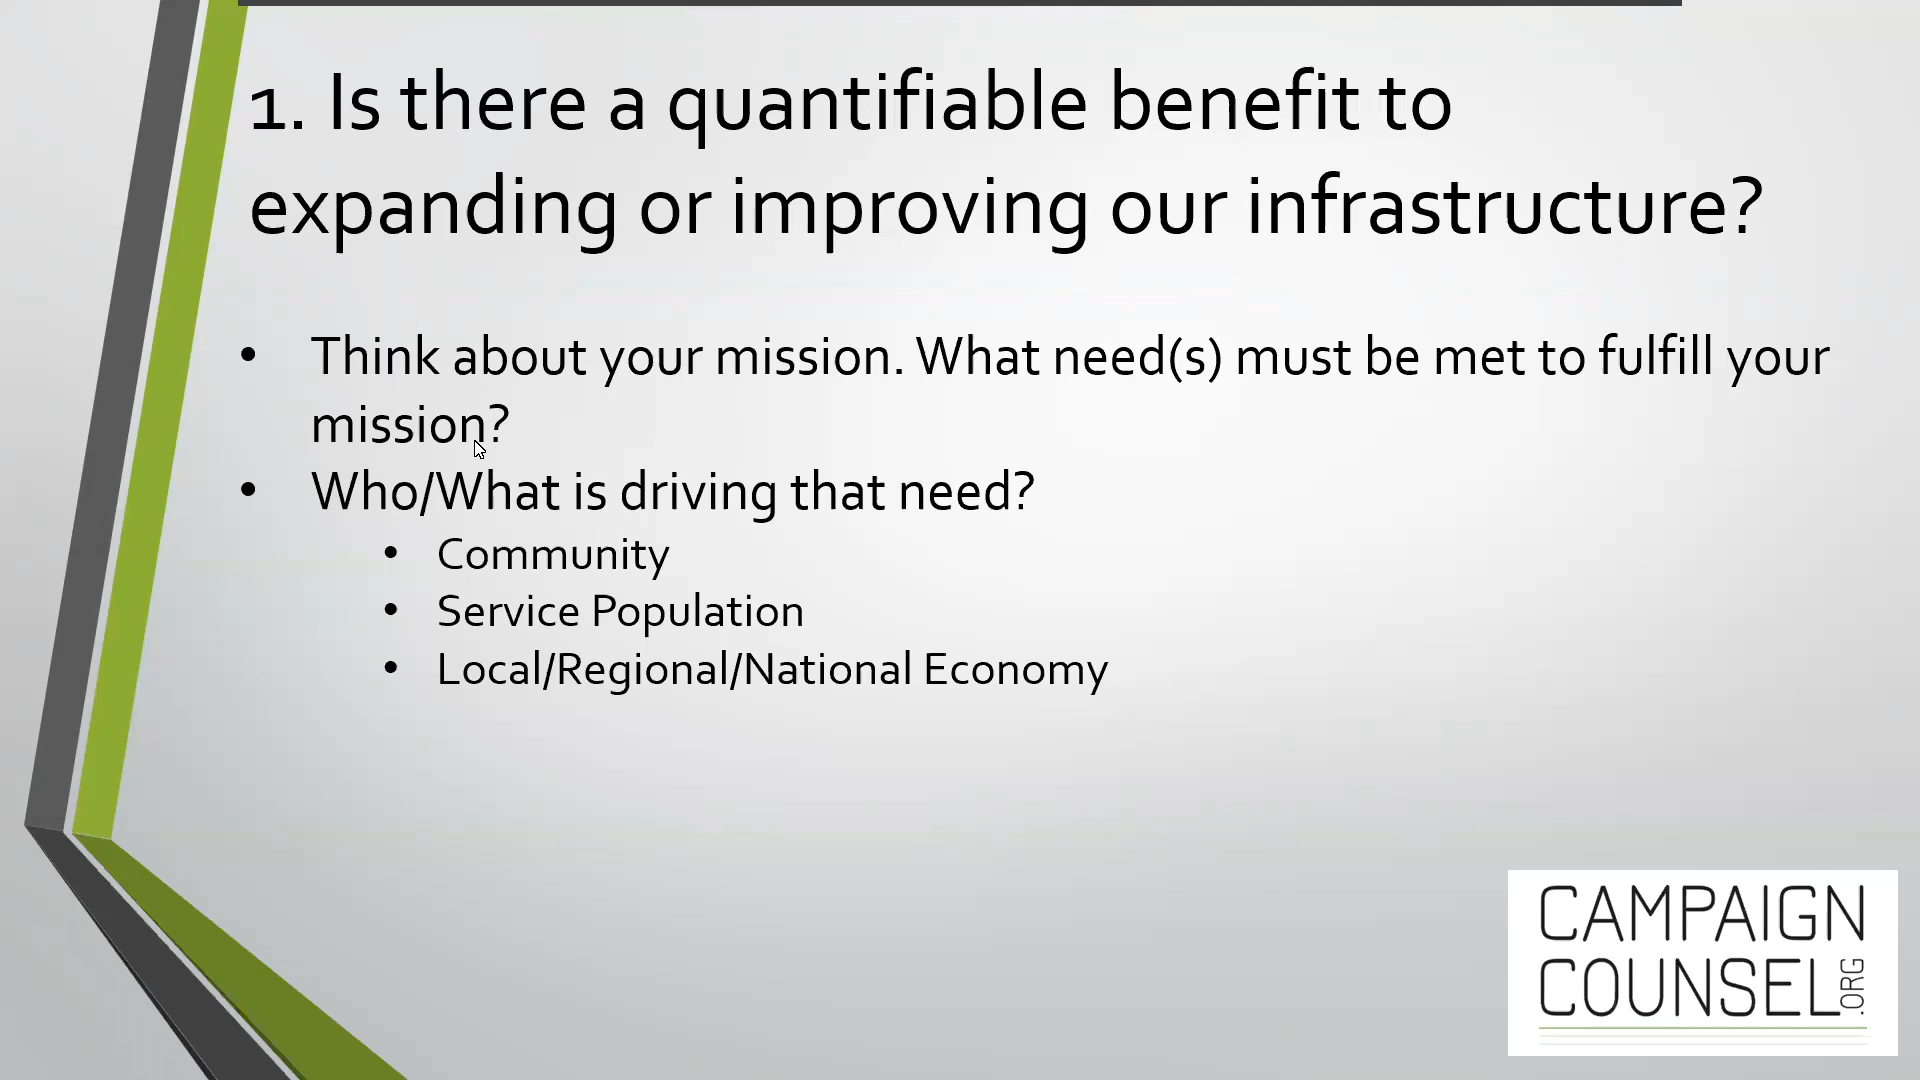 1. Is there a quantifiable benefit to
expanding or improving our infrastructure?
• Think about your mission. What need(s) must be met to fulfill your
mission?
• Who/What is driving that need?
• Community
• Service Population
• Local/Regional/National Economy
CAMPAIGN
COUNSEL.ORG